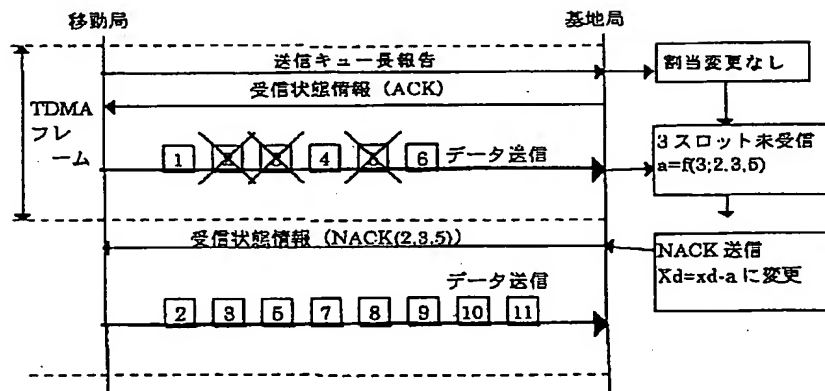 移動局
基地局
送信キュー長報告
割当変更なし
受信状態情報（ACK）
TDMA
フレ
ーム
1 2 3 4 5 6 データ送信
3スロット未受信
a=f(3;2,3,5)
受信状態情報（NACK(2,3,5)）
NACK 送信
Xd=xd-a に変更
データ送信
2 3 5 7 8 9 10 11